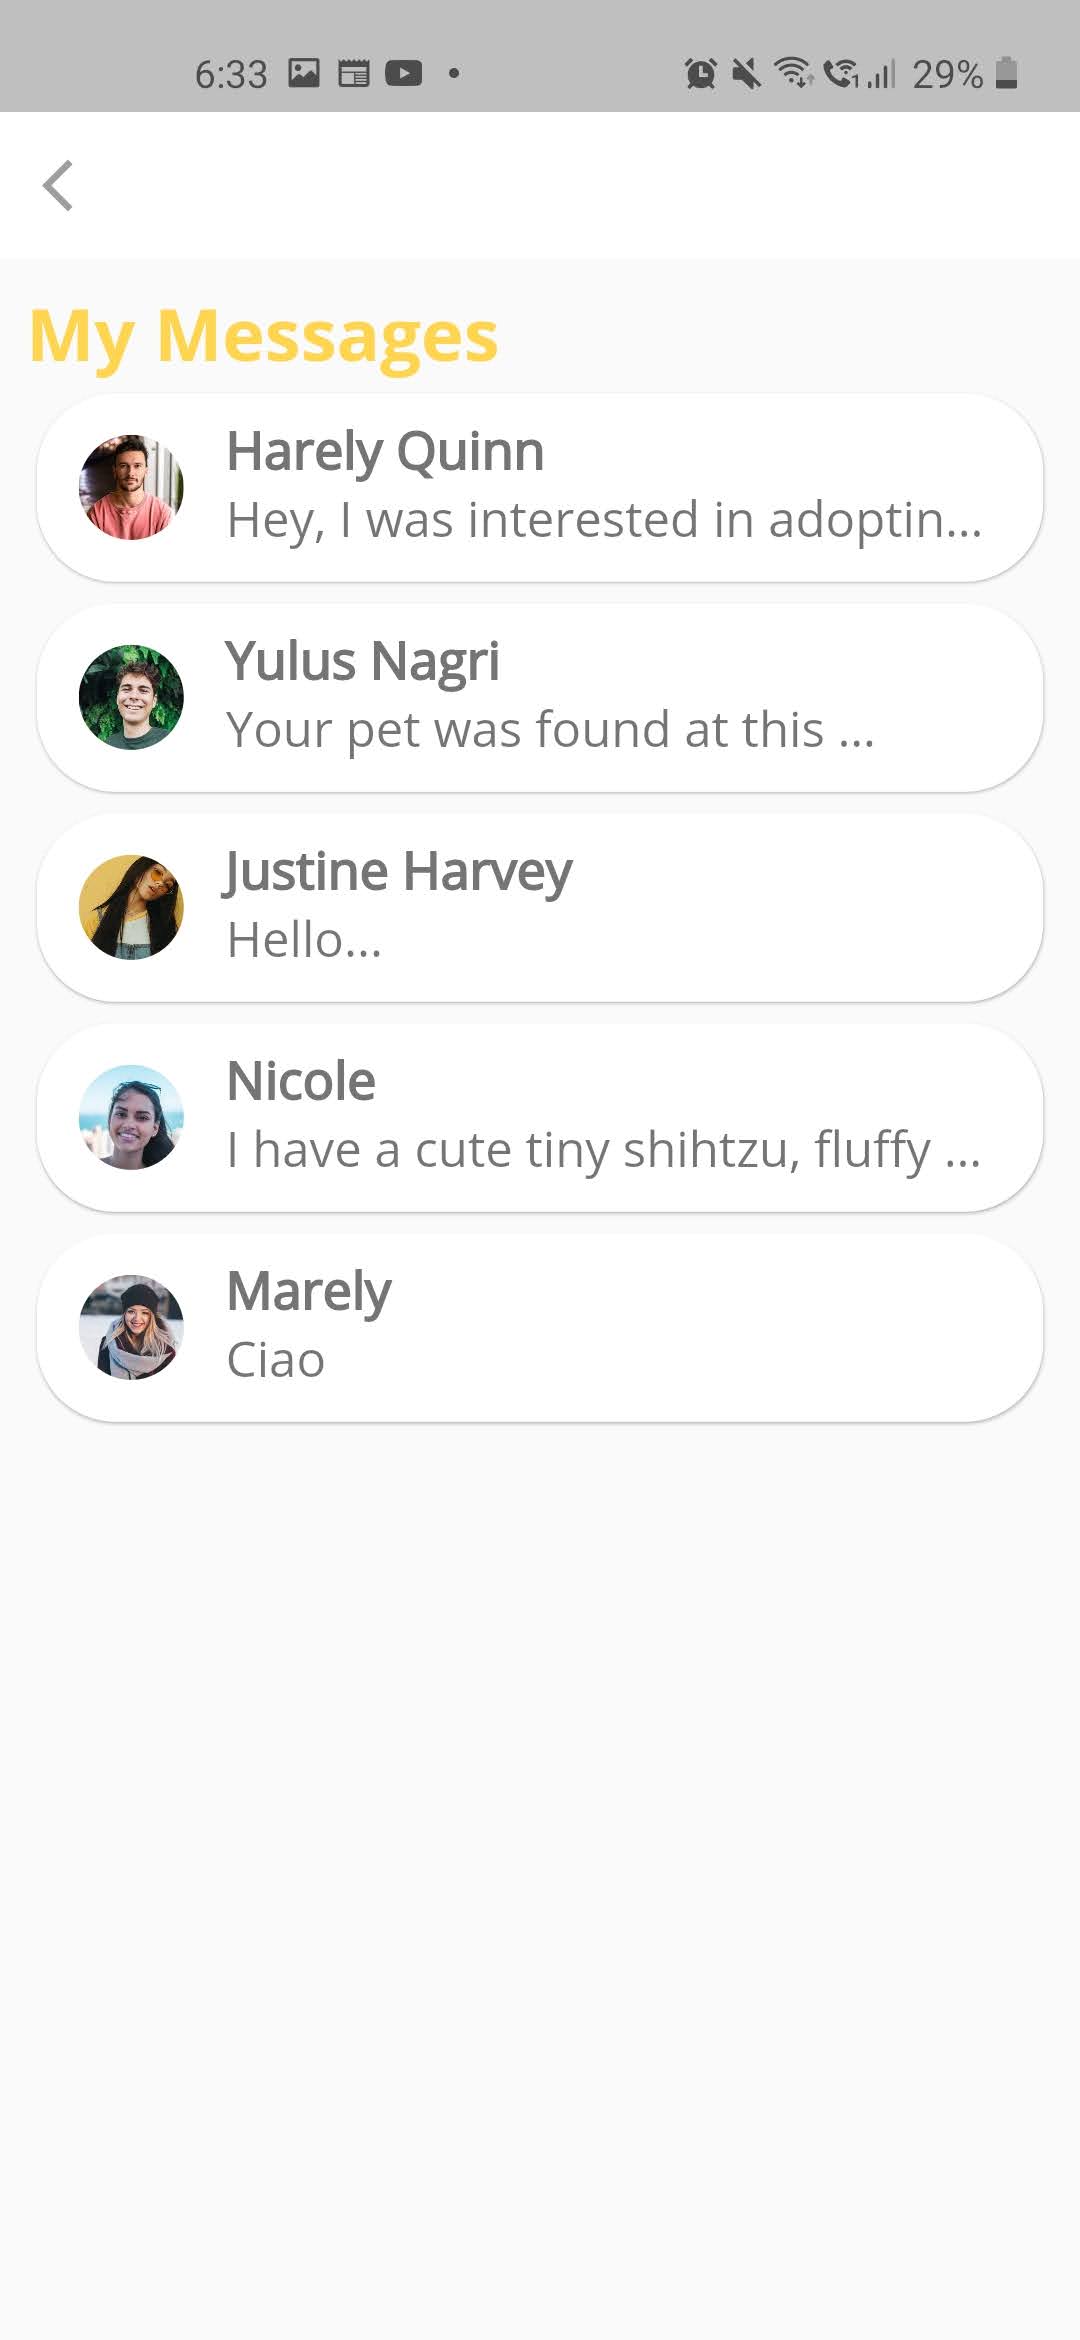 6:33 29%
My Messages
Harely Quinn
Hey, I was interested in adoptin...
Yulus Nagri
Your pet was found at this ...
Justine Harvey
Hello...
Nicole
I have a cute tiny shihtzu, fluffy ...
Marely
Ciao